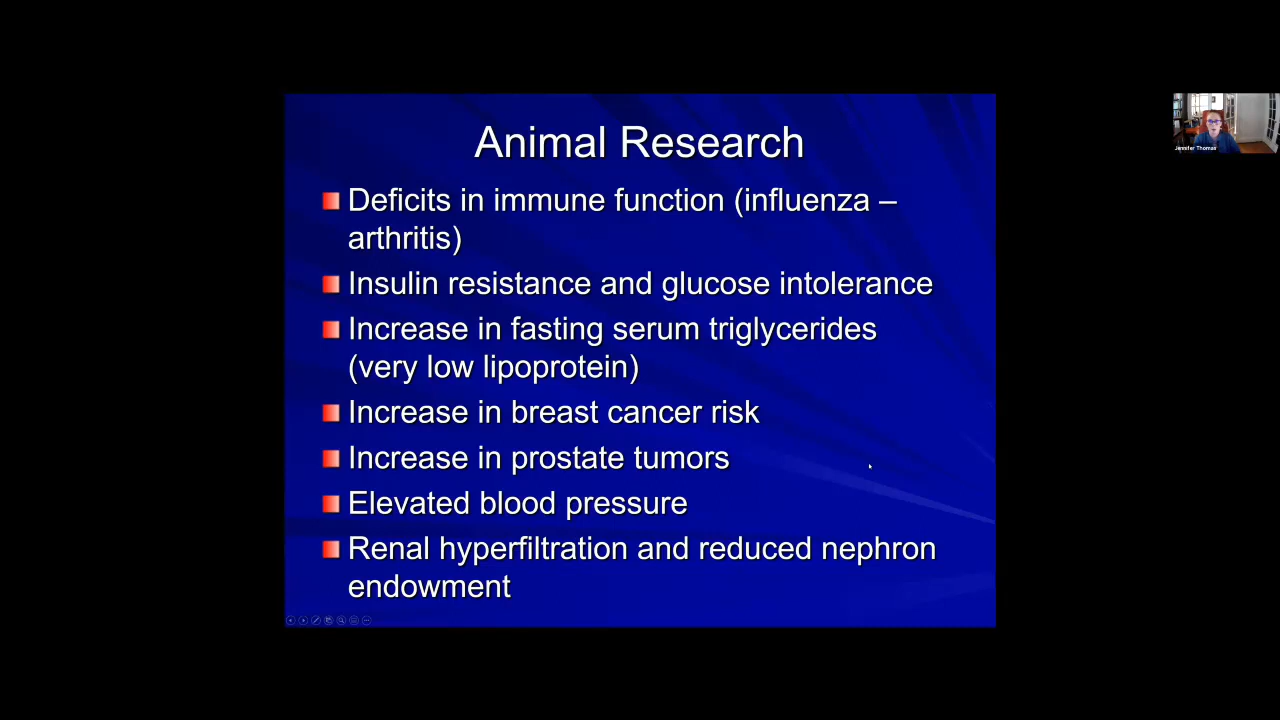 Animal Research
Deficits in immune function (influenza –
arthritis)
Insulin resistance and glucose intolerance
Increase in fasting serum triglycerides
(very low lipoprotein)
Increase in breast cancer risk
Increase in prostate tumors
Elevated blood pressure
Renal hyperfiltration and reduced nephron
endowment
Jennifer Thomas